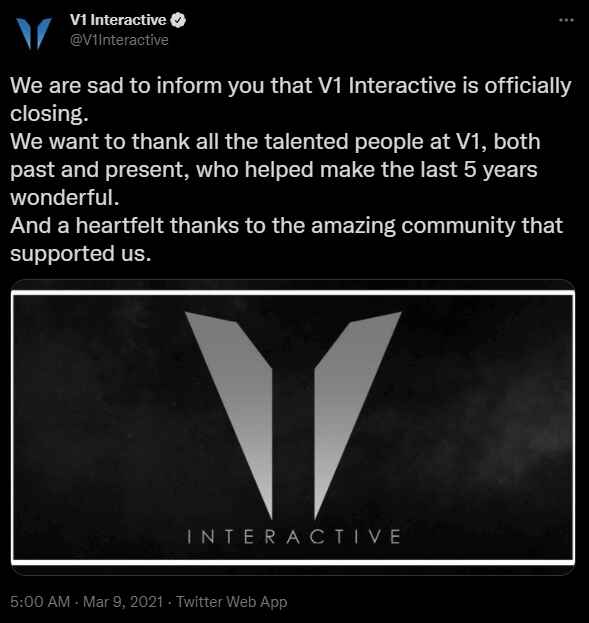 V1 Interactive
@V1Interactive
We are sad to inform you that V1 Interactive is officially
closing.
We want to thank all the talented people at V1, both
past and present, who helped make the last 5 years
wonderful.
And a heartfelt thanks to the amazing community that
supported us.
INTERACTIVE
5:00 AM · Mar 9, 2021 · Twitter Web App